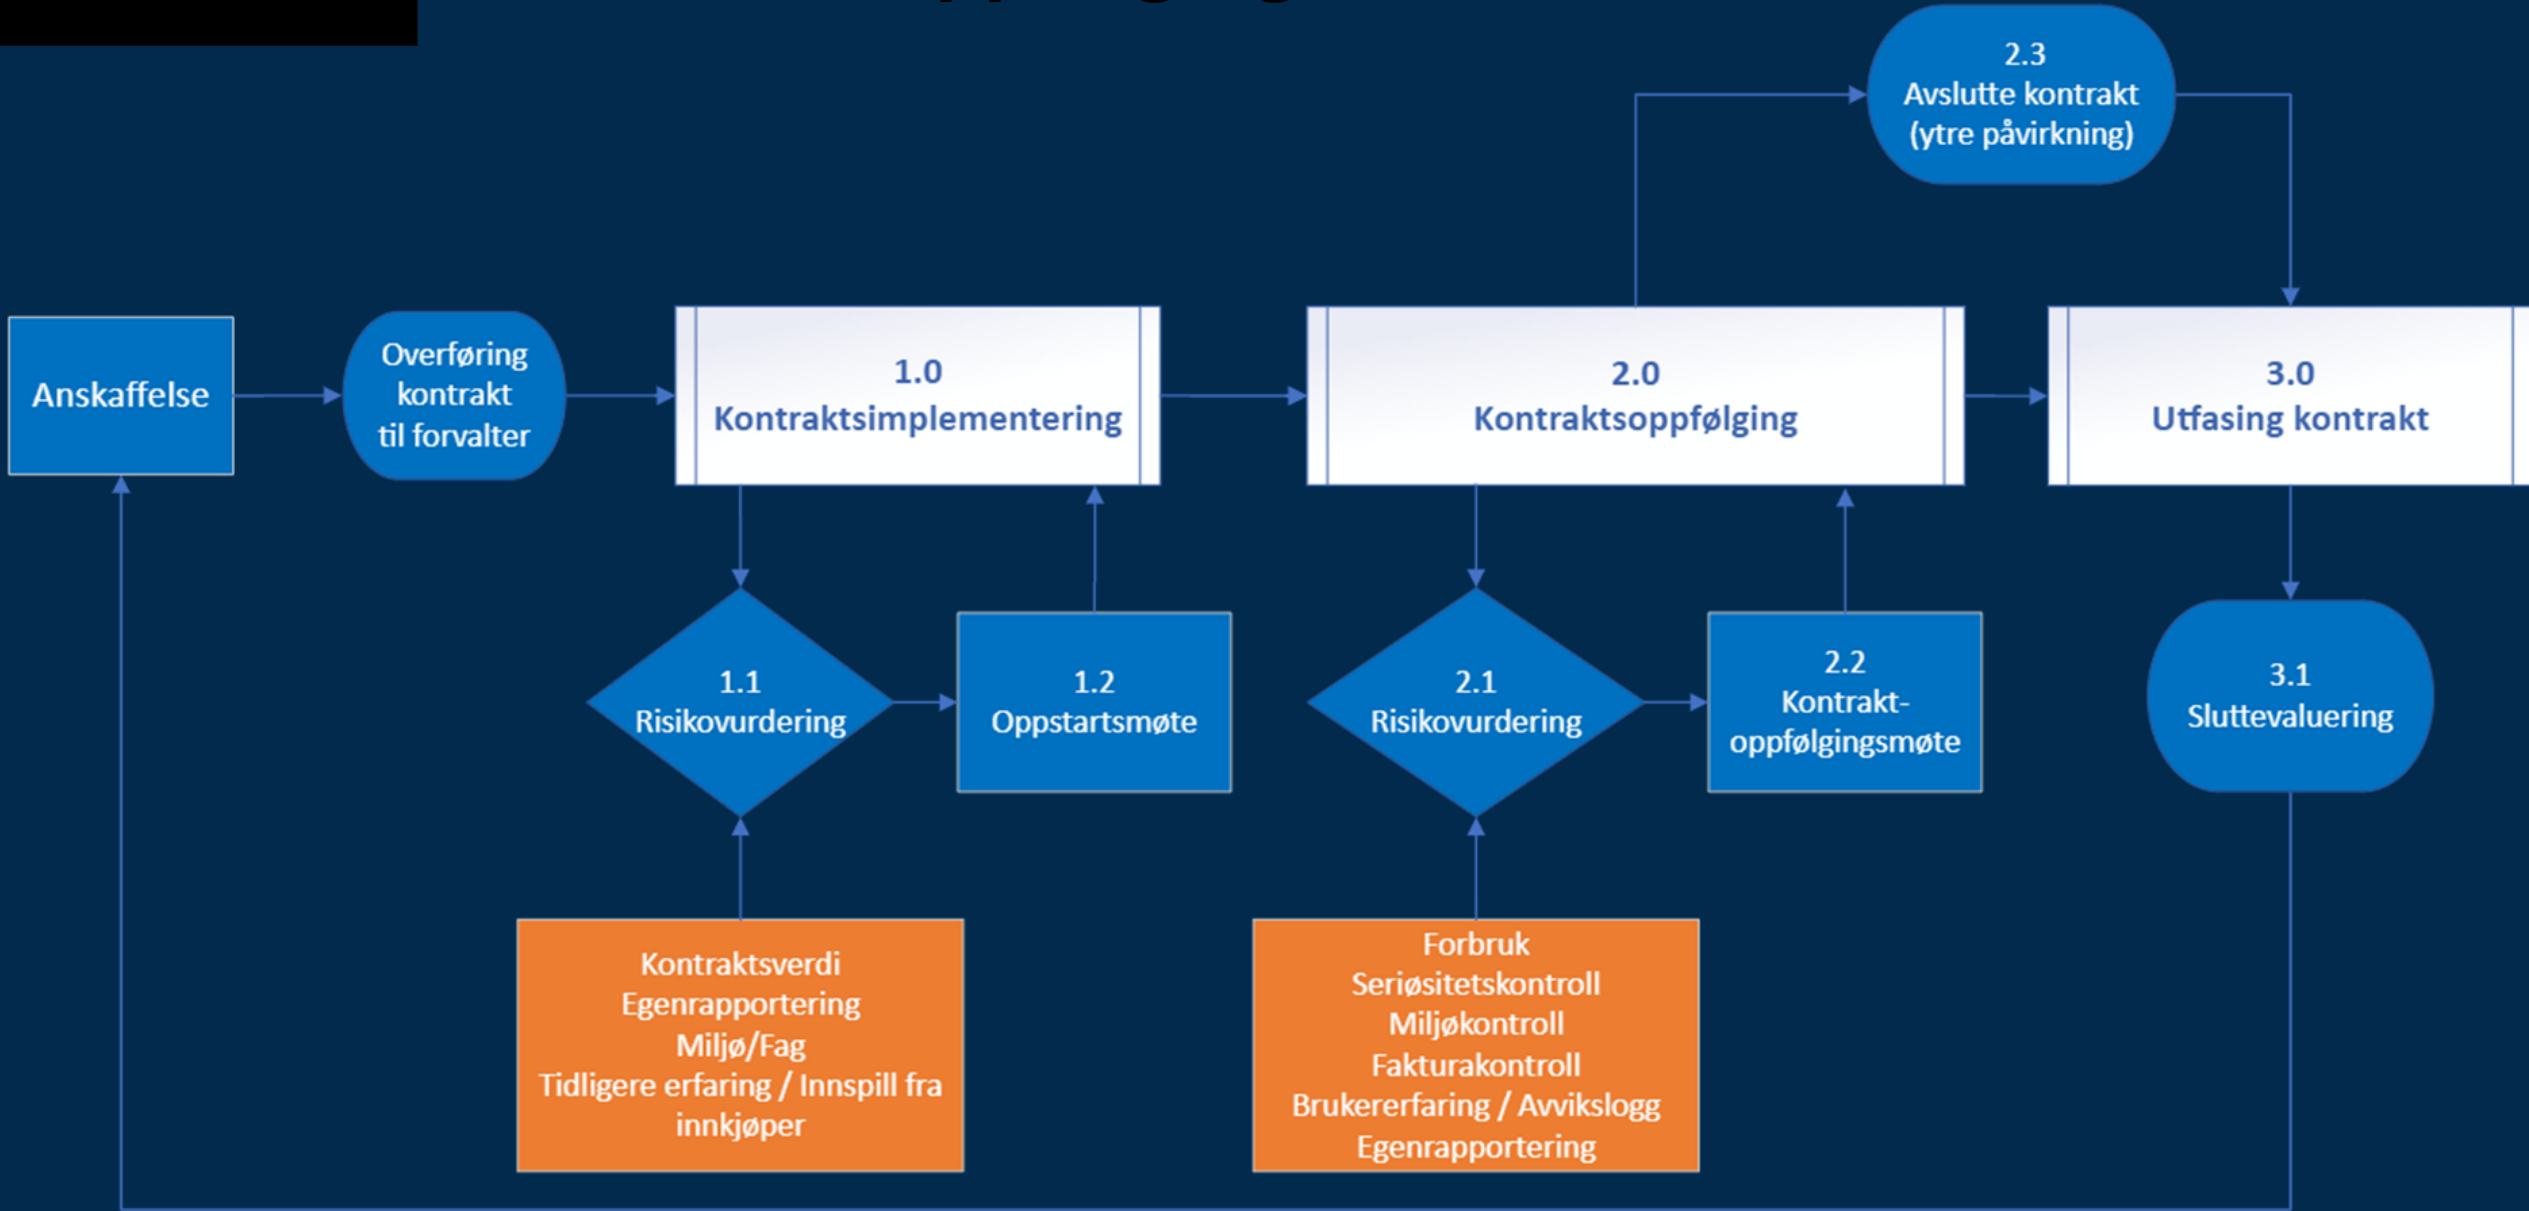 2.3
Avslutte kontrakt
(ytre påvirkning)
Anskaffelse
Overføring
kontrakt
til forvalter
1.0
Kontraktsimplementering
2.0
Kontraktsoppfølging
3.0
Utfasing kontrakt
1.1
Risikovurdering
1.2
Oppstartsmøte
2.1
Risikovurdering
2.2
Kontrakt-
oppfølgingsmøte
3.1
Sluttevaluering
Kontraktsverdi
Egenrapportering
Miljø/Fag
Tidligere erfaring / Innspill fra
innkjøper
Forbruk
Seriøsitetskontroll
Miljøkontroll
Fakturakontroll
Brukererfaring / Avvikslogg
Egenrapportering